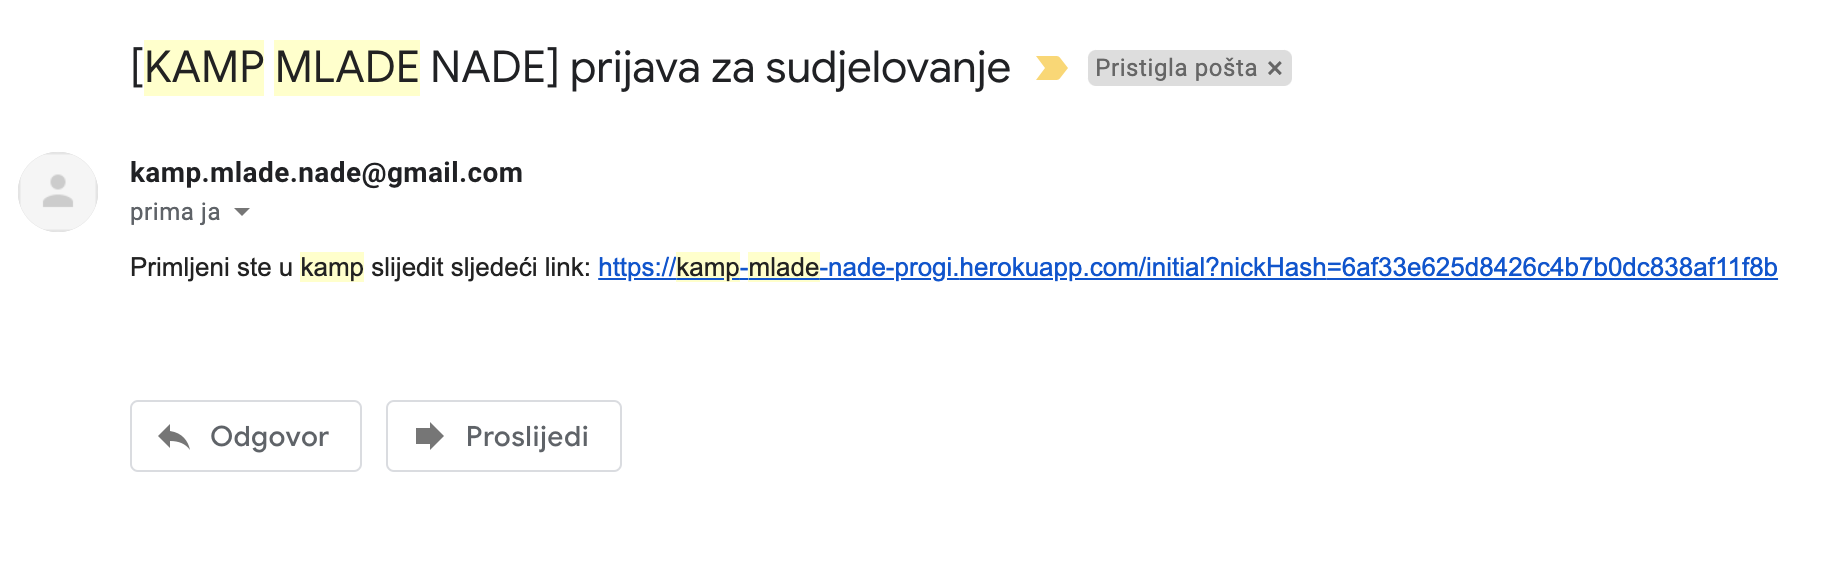 [KAMP MLADE NADE] prijava za sudjelovanje Pristigla pošta ×
kamp.mlade.nade@gmail.com
prima ja
Primljeni ste u kamp slijedit sljedeći link: https://kamp-mlade-nade-progi.herokuapp.com/initial?nickHash=6af33e625d8426c4b7b0dc838af11f8b
Odgovor Proslijedi